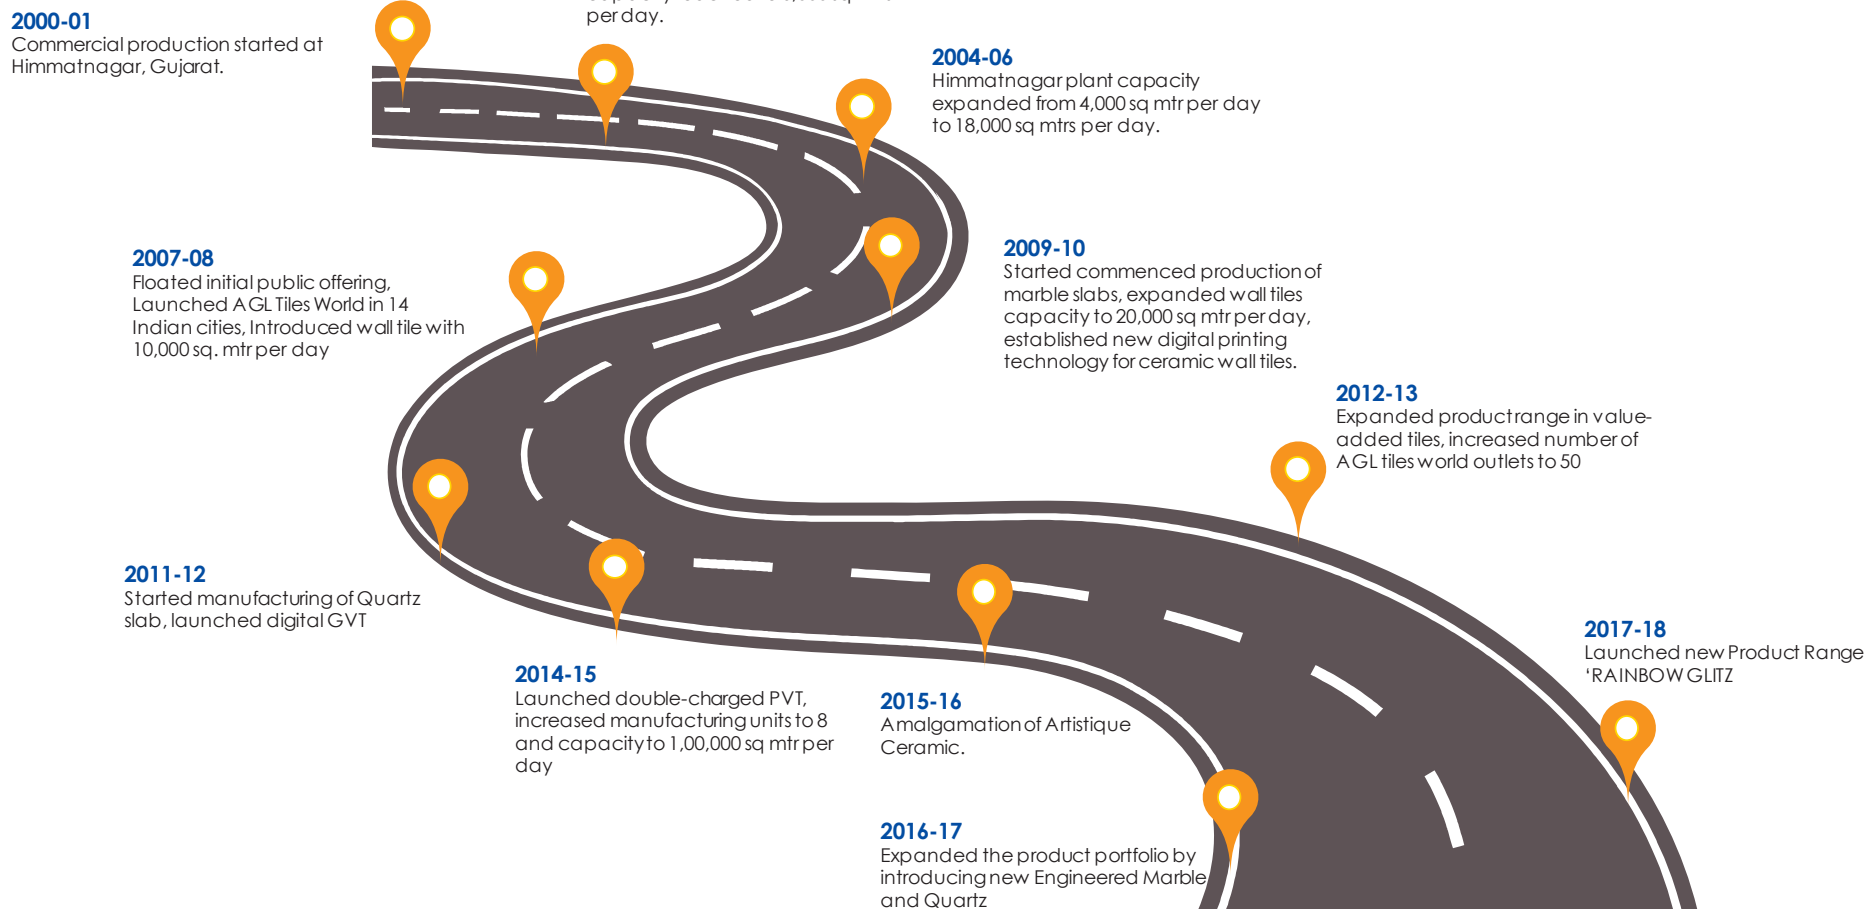 per day.
2000-01
Commercial production started at
Himmatnagar, Gujarat.
2004-06
Himmatnagar plant capacity
expanded from 4,000 sq mtr per day
to 18,000 sq mtrs per day.
2007-08
Floated initial public offering,
Launched AGL Tiles World in 14
Indian cities, Introduced wall tile with
10,000 sq. mtr per day
2009-10
Started commenced production of
marble slabs, expanded wall tiles
capacity to 20,000 sq mtr per day,
established new digital printing
technology for ceramic wall tiles.
2012-13
Expanded product range in value-
added tiles, increased number of
AGL tiles world outlets to 50
2011-12
Started manufacturing of Quartz
slab, launched digital GVT
2014-15
Launched double-charged PVT,
increased manufacturing units to 8
and capacity to 1,00,000 sq mtr per
day
2015-16
Amalgamation of Artistique
Ceramic.
2017-18
Launched new Product Range
‘RAINBOW GLITZ
2016-17
Expanded the product portfolio by
introducing new Engineered Marble
and Quartz